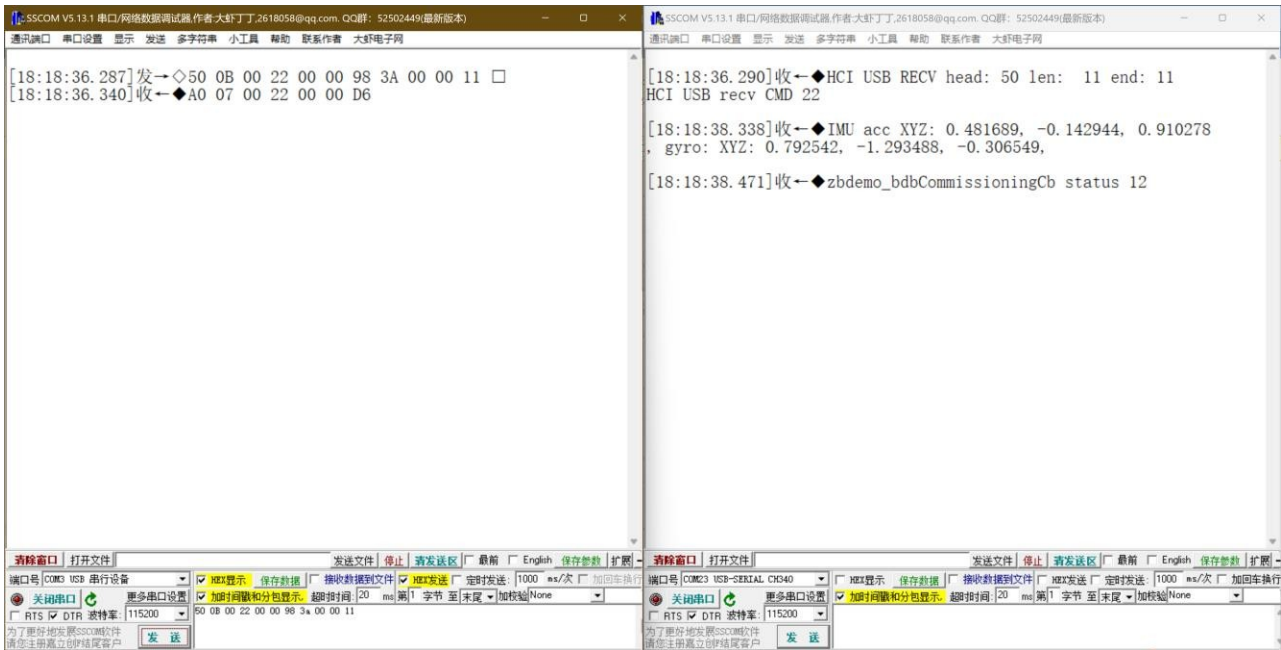 SSCOM V5.13.1 串口/网络数据调试器,作者:大虾丁丁,2618058@qq.com. QQ群: 52502449(最新版本)
通讯端口 串口设置 显示 发送 多字符串 小工具 帮助 联系作者 大虾电子网
[18:18:36.287]发→◇50 0B 00 22 00 00 98 3A 00 00 11 □
[18:18:36.340]收←◆A0 07 00 22 00 00 D6
清除窗口 打开文件 发送文件 停止 清发送区 最前 English 保存参数 扩展 -
端口号 COM3 USB 串行设备 HEX显示 保存数据 接收数据到文件 HEX发送 定时发送: 1000 ms/次 加回车换行
关闭串口 更多串口设置 加时间戳和分包显示. 超时时间: 20 ms 第1 字节 至 末尾 加校验 None
RTS DTR 波特率: 115200 50 0B 00 22 00 00 98 3a 00 00 11
为了更好地发展SSCOM软件
请您注册嘉立创F结尾客户 发 送
SSCOM V5.13.1 串口/网络数据调试器,作者:大虾丁丁,2618058@qq.com. QQ群: 52502449(最新版本)
通讯端口 串口设置 显示 发送 多字符串 小工具 帮助 联系作者 大虾电子网
[18:18:36.290]收←◆HCI USB RECV head: 50 len: 11 end: 11
HCI USB recv CMD 22
[18:18:38.338]收←◆IMU acc XYZ: 0.481689, -0.142944, 0.910278
, gyro: XYZ: 0.792542, -1.293488, -0.306549,
[18:18:38.471]收←◆zbdemo_bdbCommissioningCb status 12
清除窗口 打开文件 发送文件 停止 清发送区 最前 English 保存参数 扩展 -
端口号 COM23 USB-SERIAL CH340 HEX显示 保存数据 接收数据到文件 HEX发送 定时发送: 1000 ms/次 加回车换行
关闭串口 更多串口设置 加时间戳和分包显示. 超时时间: 20 ms 第1 字节 至 末尾 加校验 None
RTS DTR 波特率: 115200
为了更好地发展SSCOM软件
请您注册嘉立创F结尾客户 发 送